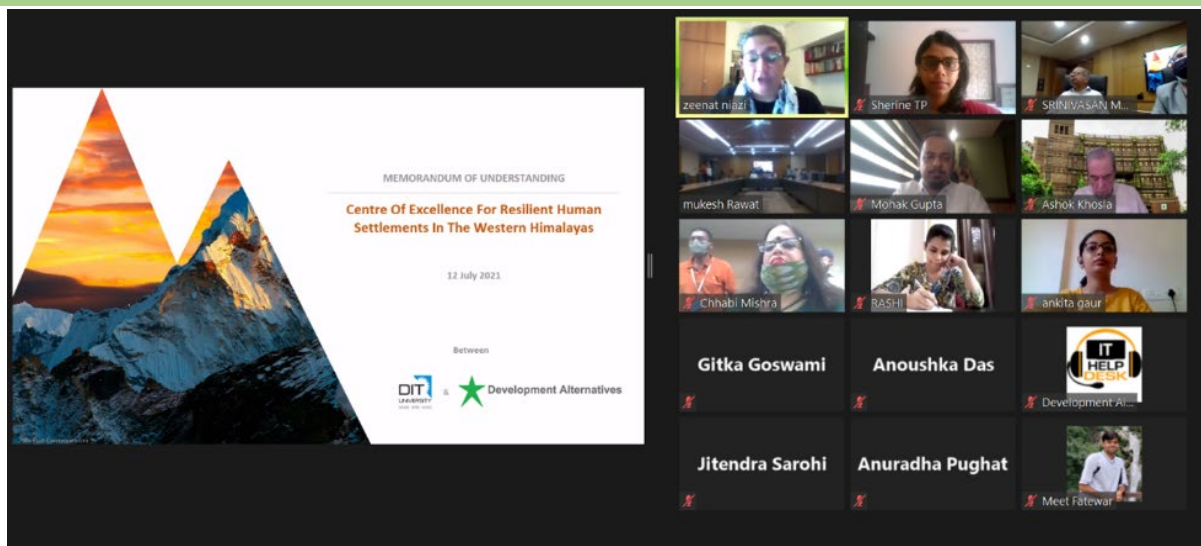 MEMORANDUM OF UNDERSTANDING
Centre Of Excellence For Resilient Human
Settlements In The Western Himalayas
12 July 2021
Between
DIT
UNIVERSITY
&
Development Alternatives
zeenat niazi
Sherine TP
SRINIVASAN M...
mukesh Rawat
Mohak Gupta
Ashok Khosla
Chhabi Mishra
RASHI
ankita gaur
Gitka Goswami
Anoushka Das
IT
HELP
DESK
Development Al...
Jitendra Sarohi
Anuradha Pughat
Meet Fatewar